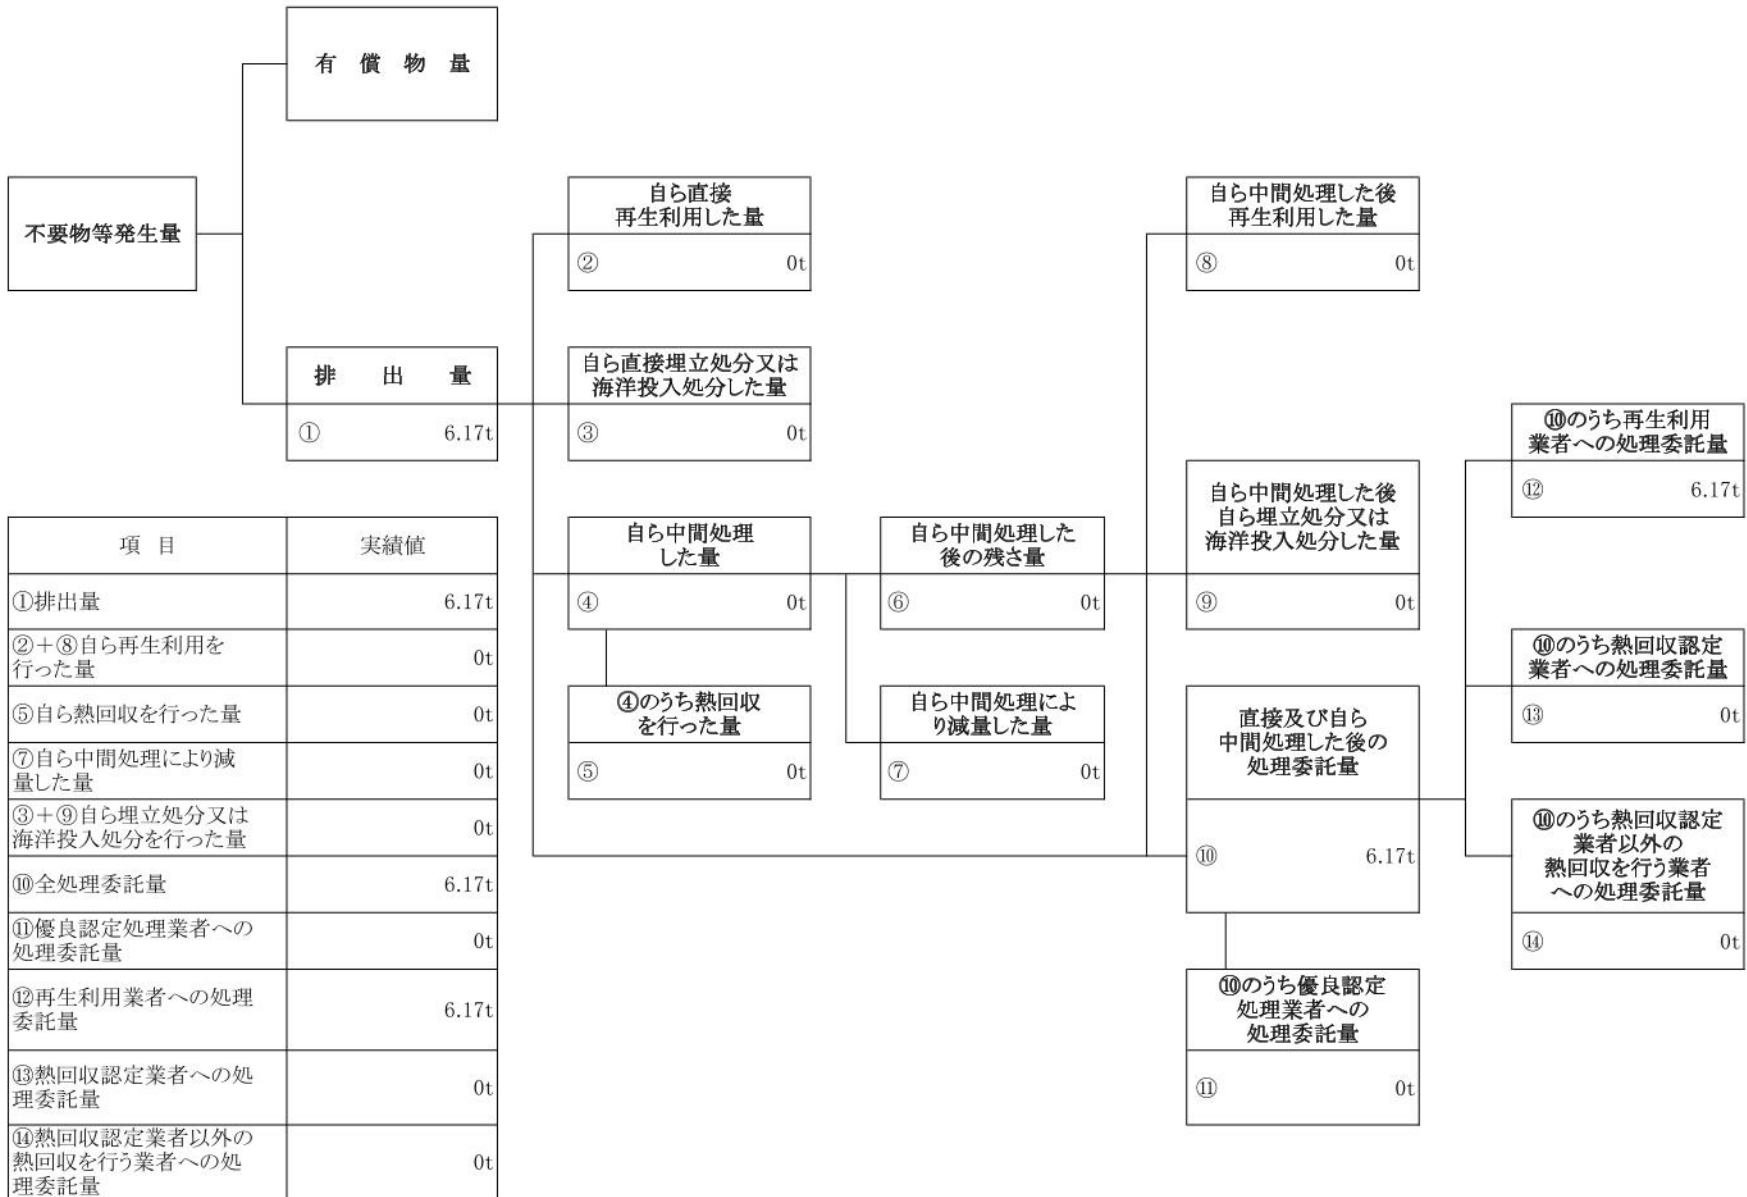 有償物量
不要物等発生量
自ら直接
再生利用した量
② 0t
自ら中間処理した後
再生利用した量
⑧ 0t
排出量
① 6.17t
自ら直接埋立処分又は
海洋投入処分した量
③ 0t
⑩のうち再生利用
業者への処理委託量
⑫ 6.17t
自ら中間処理した後
自ら埋立処分又は
海洋投入処分した量
⑨ 0t
自ら中間処理
した量
④ 0t
自ら中間処理した
後の残さ量
⑥ 0t
⑩のうち熱回収認定
業者への処理委託量
⑬ 0t
④のうち熱回収
を行った量
⑤ 0t
自ら中間処理によ
り減量した量
⑦ 0t
直接及び自ら
中間処理した後の
処理委託量
⑩ 6.17t
⑩のうち熱回収認定
業者以外の
熱回収を行う業者
への処理委託量
⑭ 0t
⑩のうち優良認定
処理業者への
処理委託量
⑪ 0t
項目 実績値
①排出量 6.17t
②+⑧自ら再生利用を
行った量 0t
⑤自ら熱回収を行った量 0t
⑦自ら中間処理により減
量した量 0t
③+⑨自ら埋立処分又は
海洋投入処分を行った量 0t
⑩全処理委託量 6.17t
⑪優良認定処理業者への
処理委託量 0t
⑫再生利用業者への処理
委託量 6.17t
⑬熱回収認定業者への処
理委託量 0t
⑭熱回収認定業者以外の
熱回収を行う業者への処
理委託量 0t